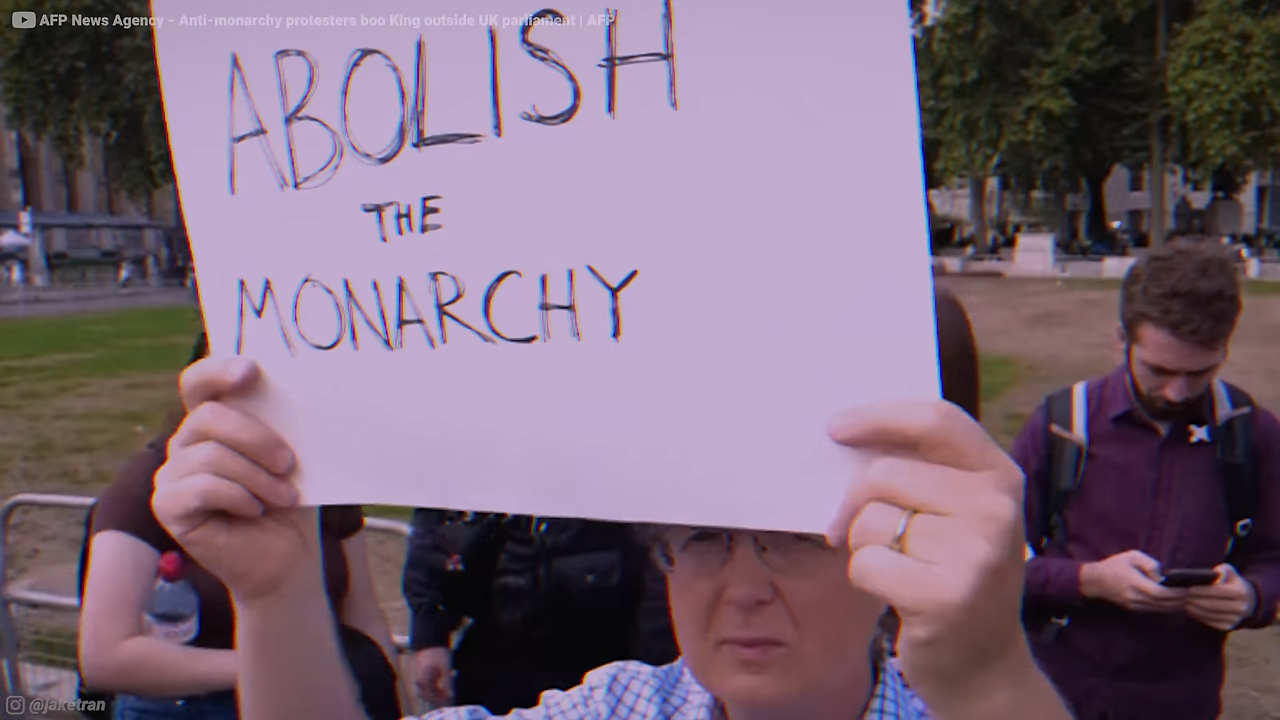 AFP News Agency - Anti-monarchy protesters boo King outside UK parliament | AFP
ABOLISH
THE
MONARCHY
@jaketran